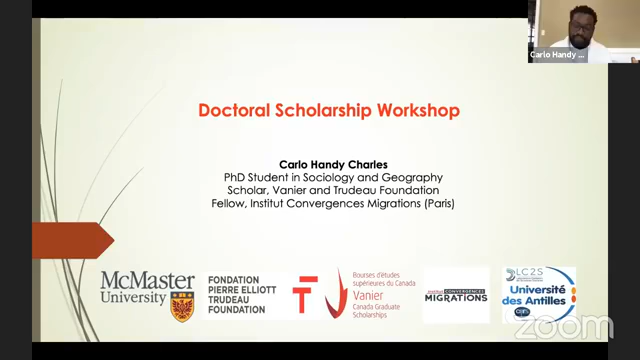 Carlo Handy ...
Doctoral Scholarship Workshop
Carlo Handy Charles
PhD Student in Sociology and Geography
Scholar, Vanier and Trudeau Foundation
Fellow, Institut Convergences Migrations (Paris)
McMaster
University
FONDATION
PIERRE ELLIOTT
TRUDEAU
FOUNDATION
Bourses d'études
supérieures du Canada
Vanier
Canada Graduate
Scholarships
CONVERGENCES
MIGRATIONS
LC2S
Université
des Antilles
zoom